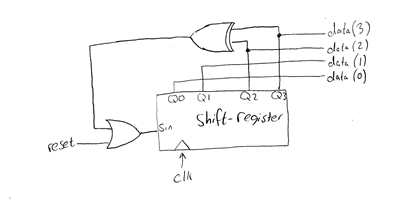 data(3)
data(2)
data(1)
data(0)
Q0 Q1 Q2 Q3
Shift-register
Sin
reset
clk